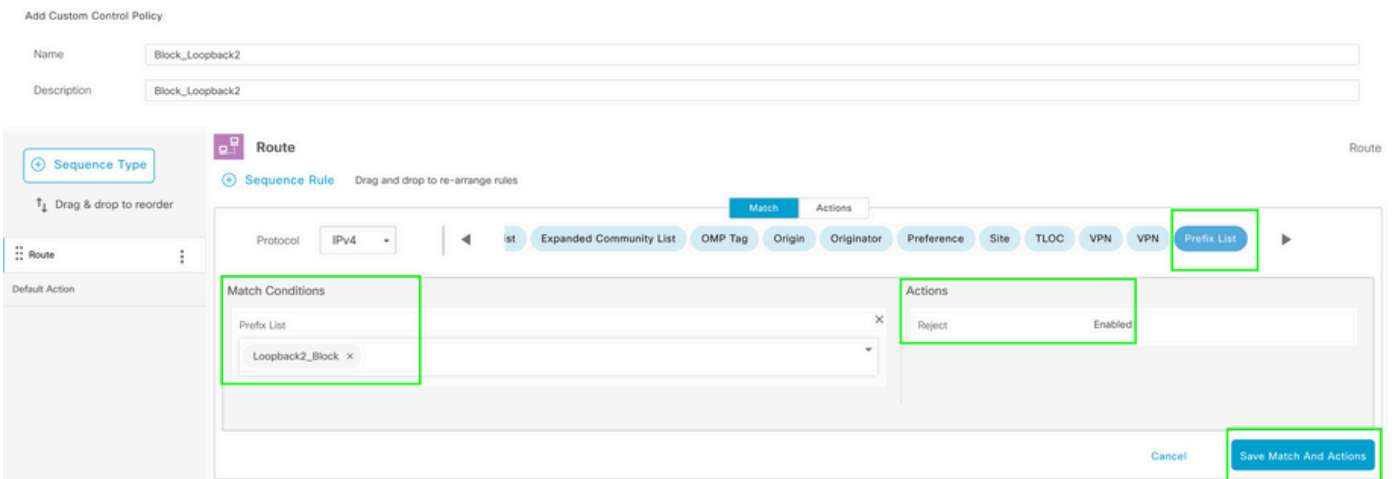 Add Custom Control Policy
Name Block_Loopback2
Description Block_Loopback2
Sequence Type
Drag & drop to reorder
Route
Default Action
Route Route
Sequence Rule Drag and drop to re-arrange rules
Match Actions
Protocol IPv4 ist Expanded Community List OMP Tag Origin Originator Preference Site TLOC VPN VPN Prefix List
Match Conditions
Prefix List
Loopback2_Block ×
Actions
Reject Enabled
Cancel Save Match And Actions